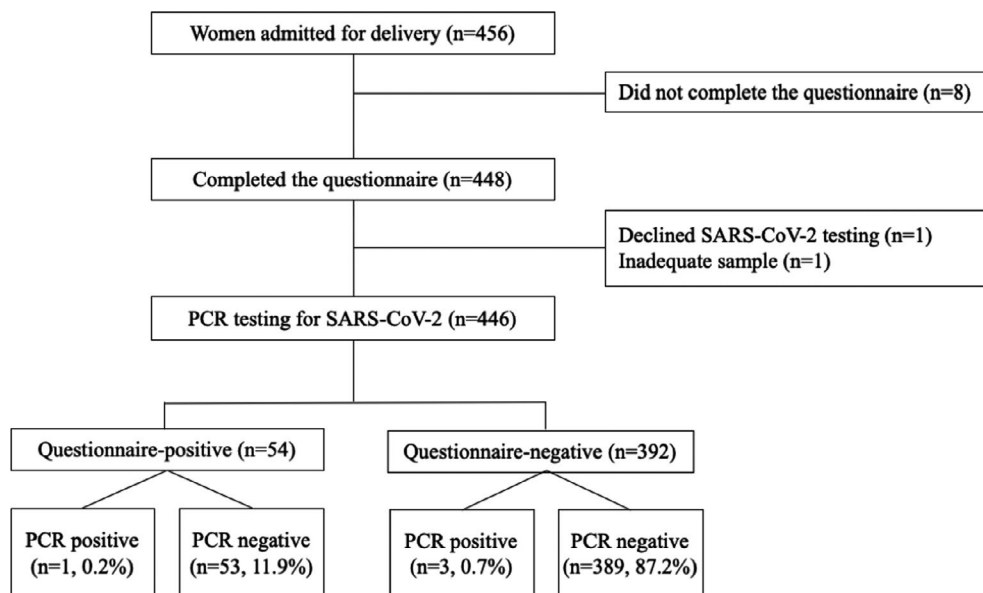 Women admitted for delivery (n=456)
Did not complete the questionnaire (n=8)
Completed the questionnaire (n=448)
Declined SARS-CoV-2 testing (n=1)
Inadequate sample (n=1)
PCR testing for SARS-CoV-2 (n=446)
Questionnaire-positive (n=54)
Questionnaire-negative (n=392)
PCR positive
(n=1, 0.2%)
PCR negative
(n=53, 11.9%)
PCR positive
(n=3, 0.7%)
PCR negative
(n=389, 87.2%)